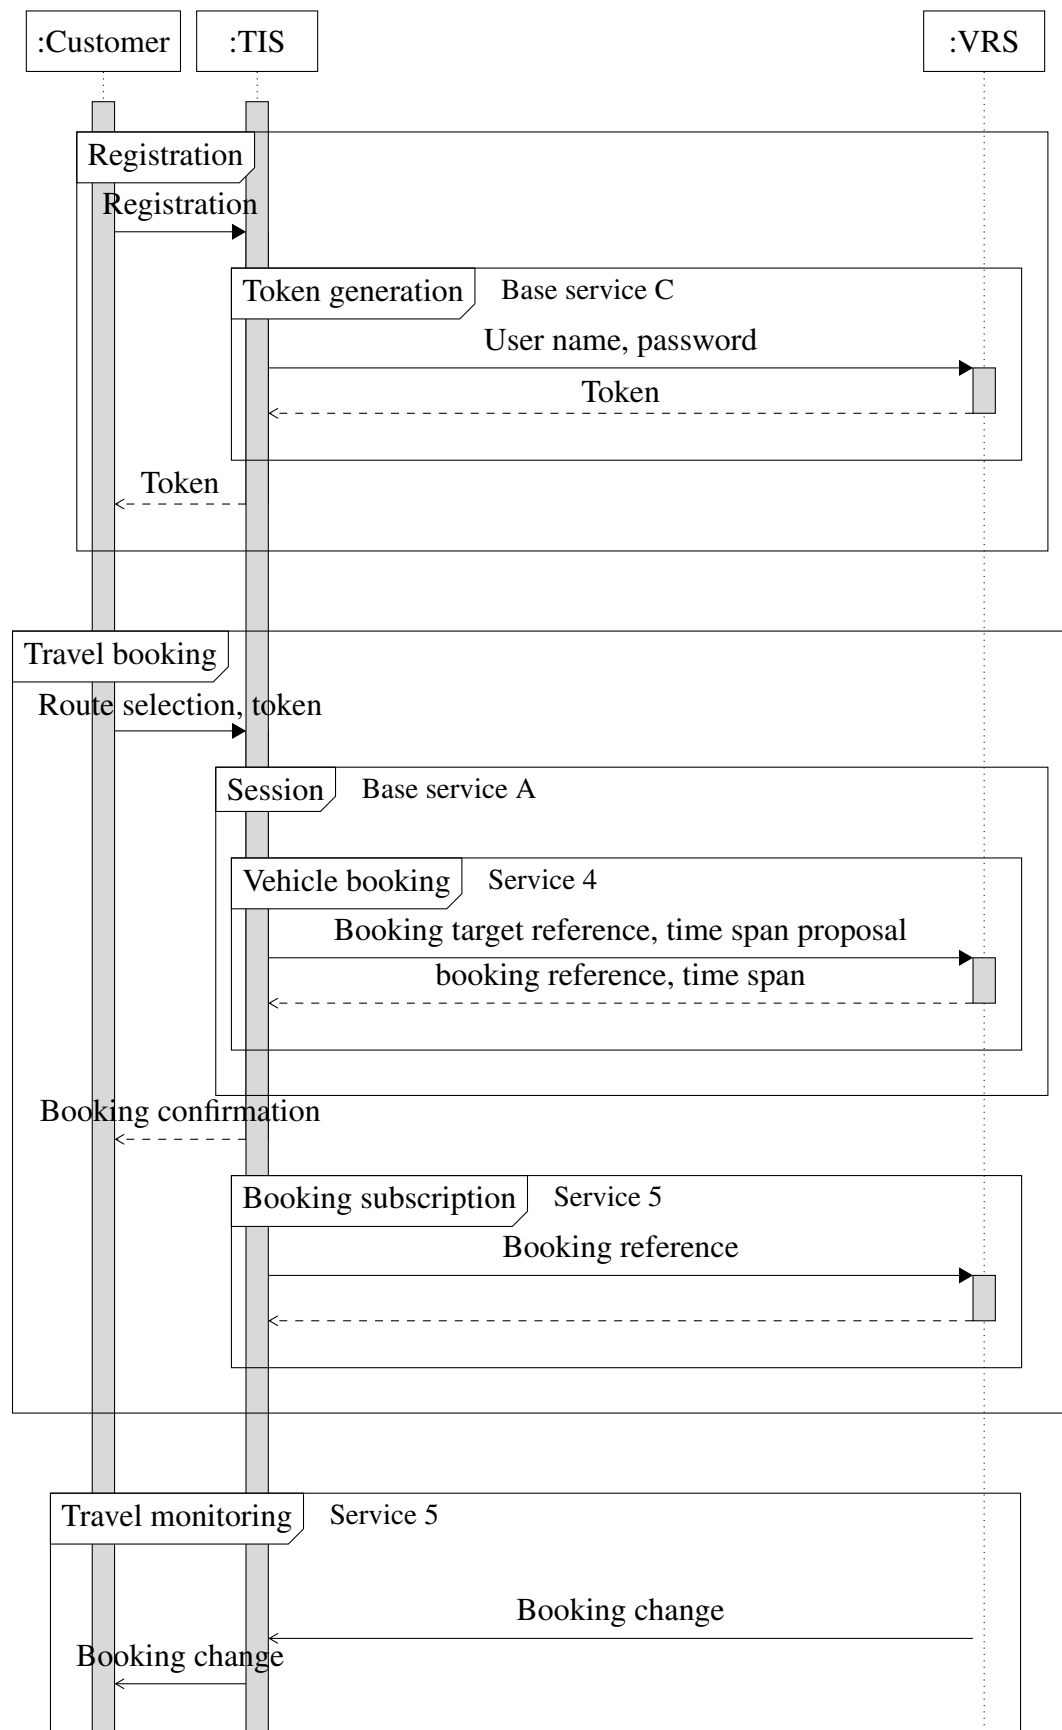 :Customer
:TIS
:VRS
Registration
Registration
Token generation
Base service C
User name, password
Token
Token
Travel booking
Route selection, token
Session
Base service A
Vehicle booking
Service 4
Booking target reference, time span proposal
booking reference, time span
Booking confirmation
Booking subscription
Service 5
Booking reference
Travel monitoring
Service 5
Booking change
Booking change